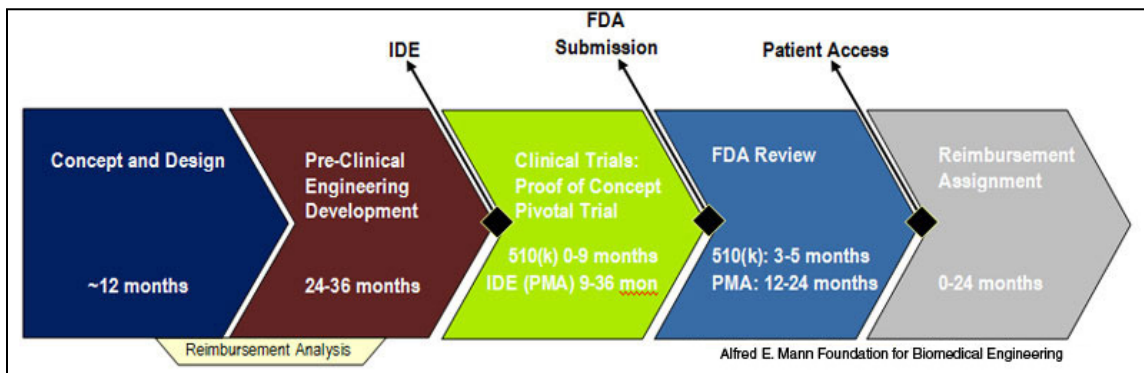 IDE
FDA
Submission
Patient Access
Concept and Design
~12 months
Pre-Clinical
Engineering
Development
24-36 months
Clinical Trials:
Proof of Concept
Pivotal Trial
510(k) 0-9 months
IDE (PMA) 9-36 mon
FDA Review
510(k): 3-5 months
PMA: 12-24 months
Reimbursement
Assignment
0-24 months
Reimbursement Analysis
Alfred E. Mann Foundation for Biomedical Engineering